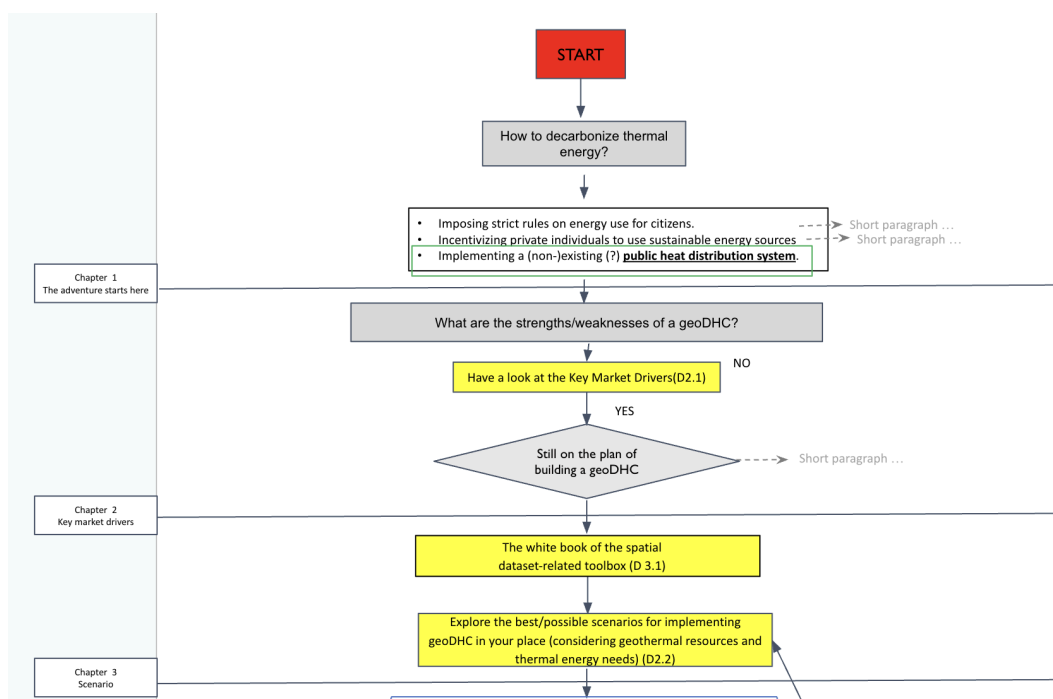 START
How to decarbonize thermal
energy?
• Imposing strict rules on energy use for citizens.
Short paragraph ...
• Incentivizing private individuals to use sustainable energy sources
Short paragraph ...
• Implementing a (non-)existing (?) public heat distribution system.
Chapter 1
The adventure starts here
What are the strengths/weaknesses of a geoDHC?
NO
Have a look at the Key Market Drivers(D2.1)
YES
Still on the plan of
building a geoDHC
Short paragraph ...
Chapter 2
Key market drivers
The white book of the spatial
dataset-related toolbox (D 3.1)
Explore the best/possible scenarios for implementing
geoDHC in your place (considering geothermal resources and
thermal energy needs) (D2.2)
Chapter 3
Scenario